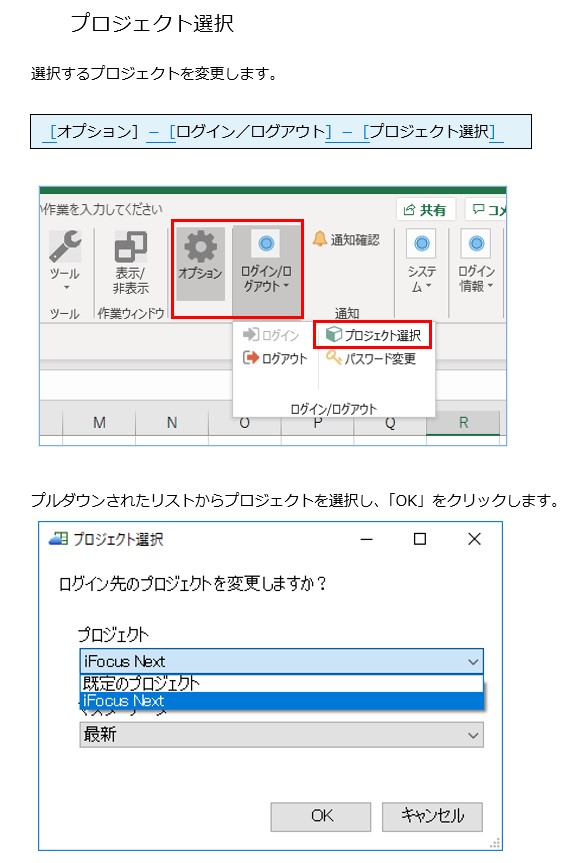 プロジェクト選択
選択するプロジェクトを変更します。
[オプション] － [ログイン／ログアウト] － [プロジェクト選択]
作業を入力してください
共有
コメ
ツール
表示/
非表示
オプション
ログイン/ロ
グアウト
通知確認
システ
ム
ログイン
情報
ツール
作業ウィンドウ
通知
ログイン
プロジェクト選択
ログアウト
パスワード変更
ログイン/ログアウト
M N O P Q R
プルダウンされたリストからプロジェクトを選択し、「OK」をクリックします。
プロジェクト選択
ログイン先のプロジェクトを変更しますか？
プロジェクト
iFocus Next
既定のプロジェクト
iFocus Next
最新
OK
キャンセル